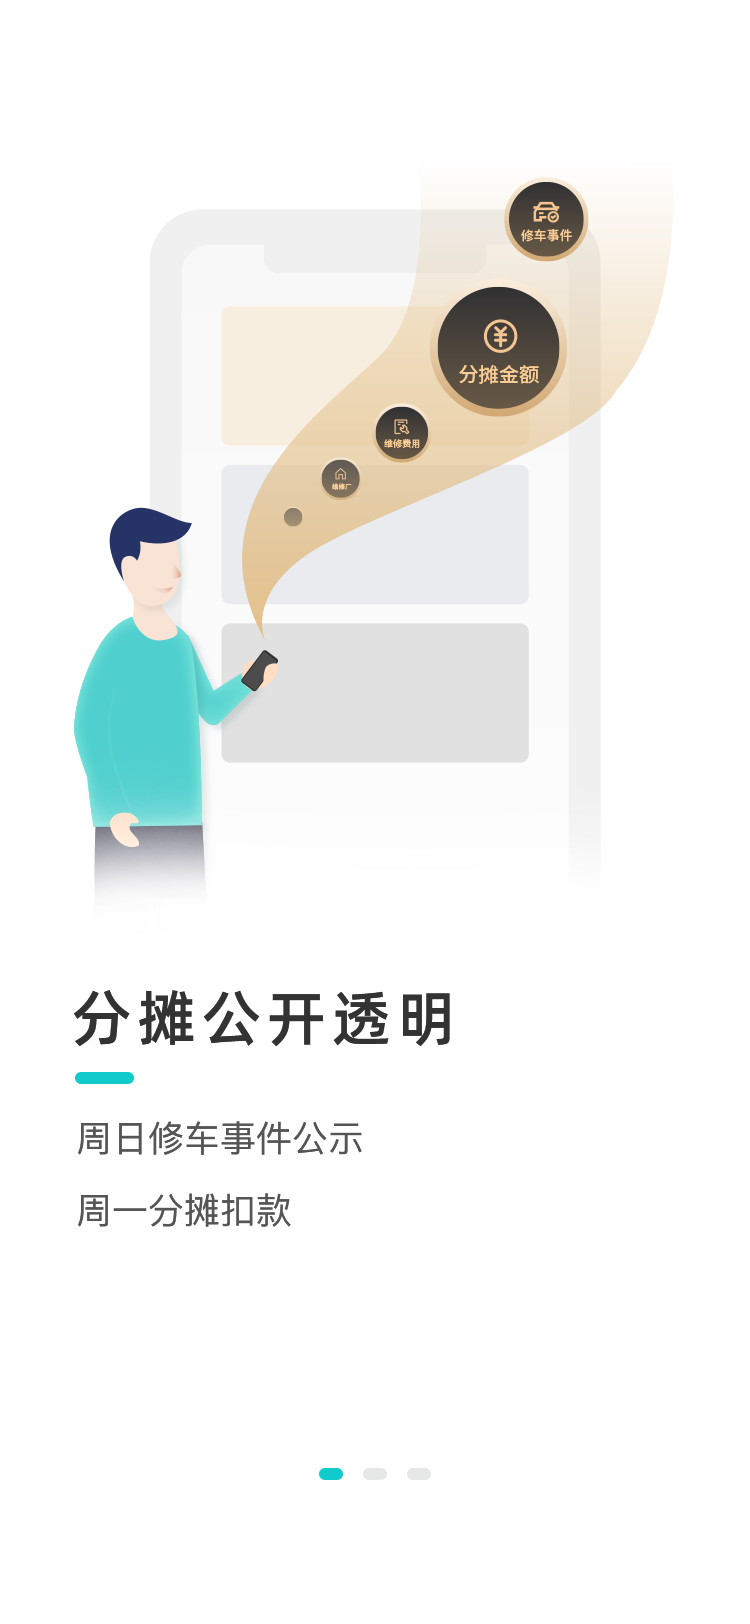 修车事件
分摊金额
维修费用
维修厂
分摊公开透明
周日修车事件公示
周一分摊扣款